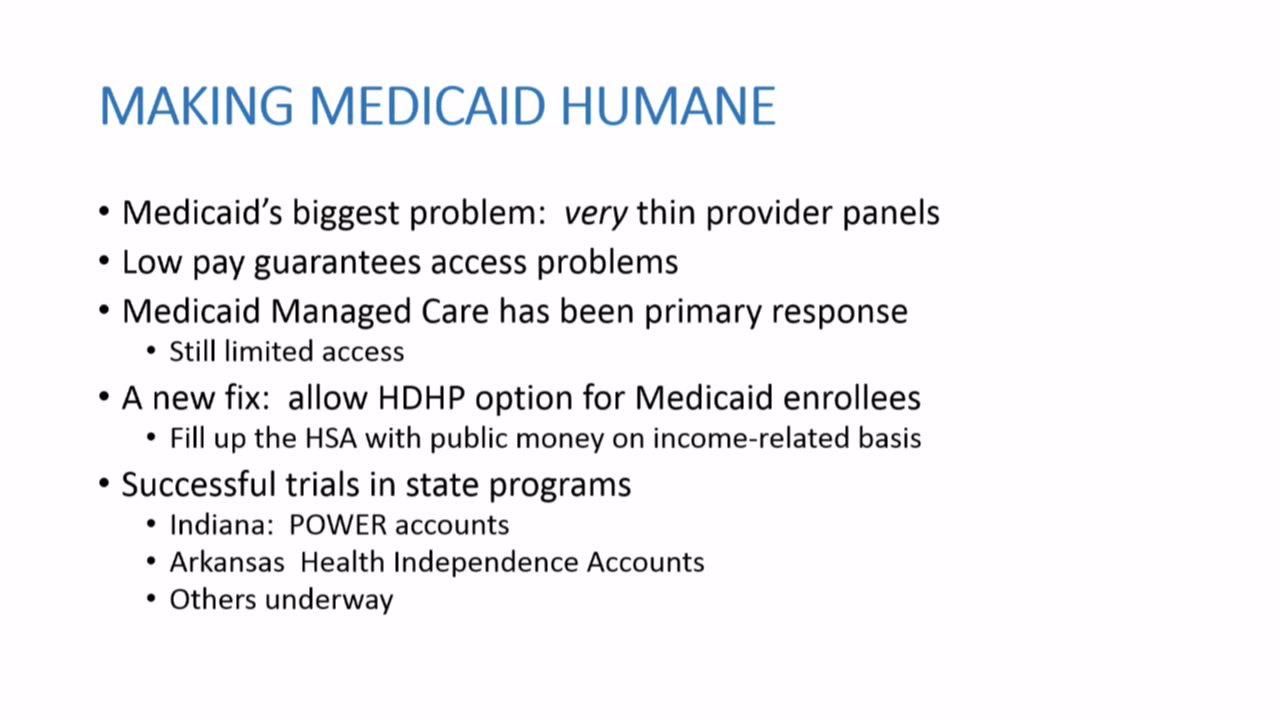 MAKING MEDICAID HUMANE
• Medicaid’s biggest problem:  very thin provider panels
• Low pay guarantees access problems
• Medicaid Managed Care has been primary response
• Still limited access
• A new fix:  allow HDHP option for Medicaid enrollees
• Fill up the HSA with public money on income-related basis
• Successful trials in state programs
• Indiana:  POWER accounts
• Arkansas  Health Independence Accounts
• Others underway